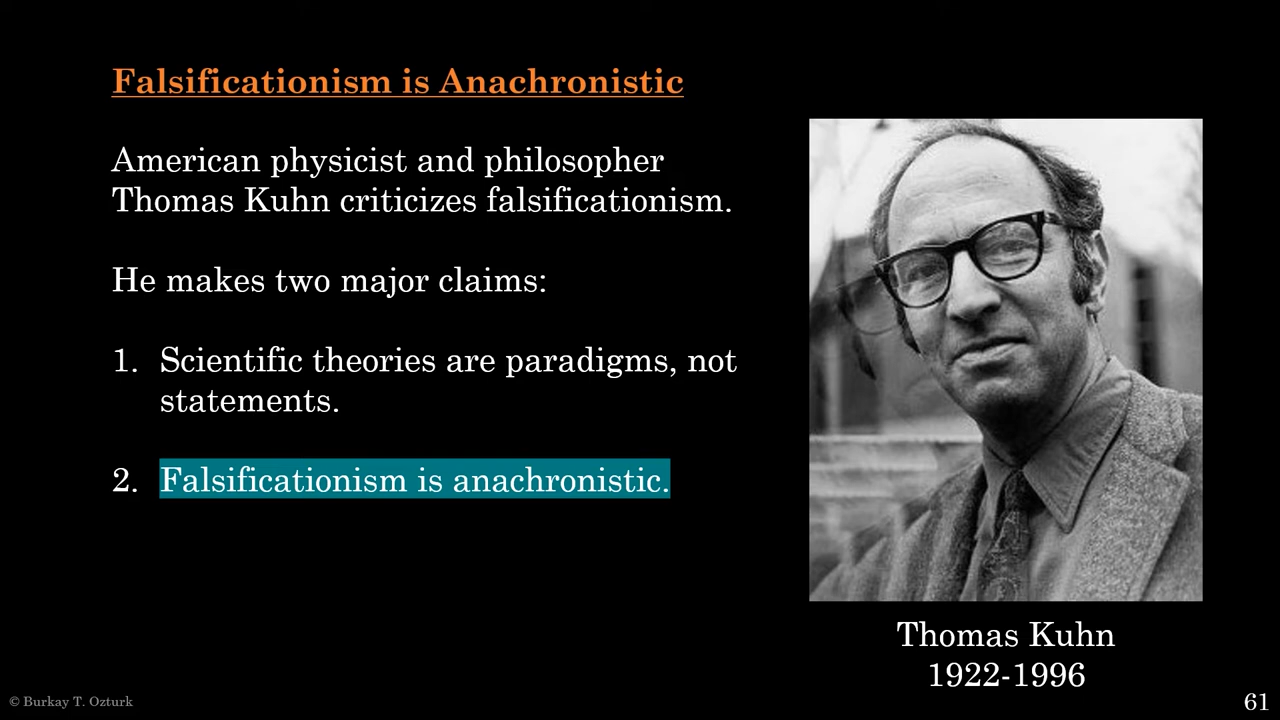 Falsificationism is Anachronistic
American physicist and philosopher
Thomas Kuhn criticizes falsificationism.
He makes two major claims:
1. Scientific theories are paradigms, not
statements.
2. Falsificationism is anachronistic.
Thomas Kuhn
1922-1996
© Burkay T. Ozturk
61